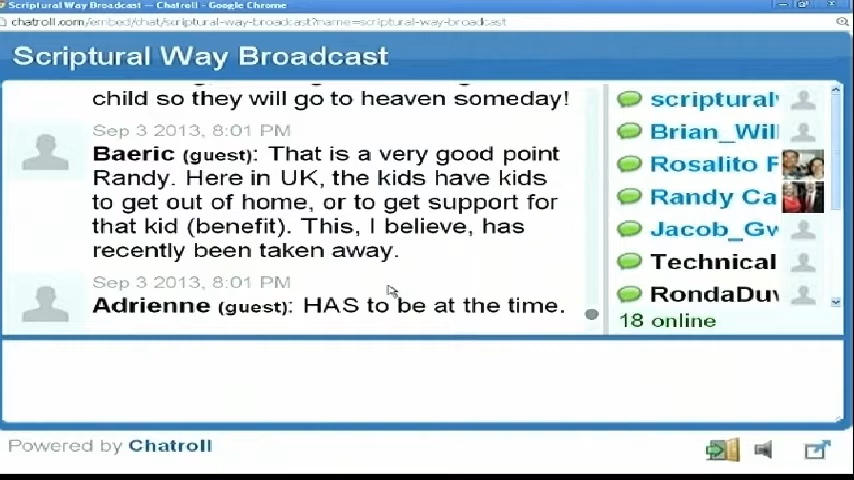 Scriptural Way Broadcast — Chatroll - Google Chrome
chatroll.com/embed/chat/scriptural-way-broadcast?name=scriptural-way-broadcast
Scriptural Way Broadcast
child so they will go to heaven someday!
Sep 3 2013, 8:01 PM
Baeric (guest): That is a very good point
Randy. Here in UK, the kids have kids
to get out of home, or to get support for
that kid (benefit). This, I believe, has
recently been taken away.
Sep 3 2013, 8:01 PM
Adrienne (guest): HAS to be at the time.
scriptural
Brian_Wil
Rosalito F
Randy Ca
Jacob_Gw
Technical
RondaDuv
18 online
Powered by Chatroll